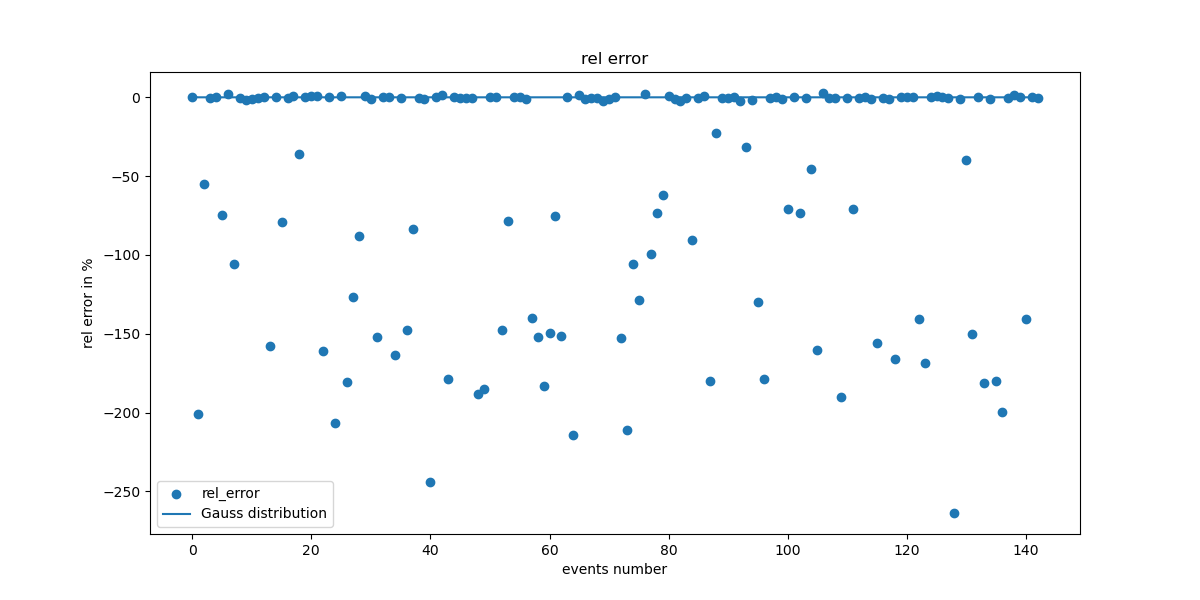 rel error
rel error in %
0
−50
−100
−150
−200
−250
rel_error
Gauss distribution
0 20 40 60 80 100 120 140
events number